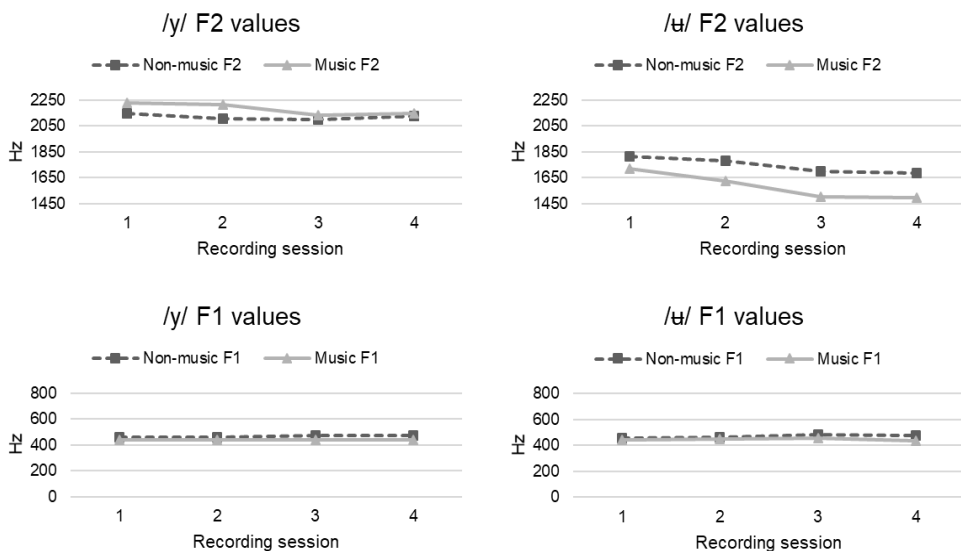 /y/ F2 values
Non-music F2 Music F2
2250
2050
1850
1650
1450
Hz
1 2 3 4
Recording session
/ʉ/ F2 values
Non-music F2 Music F2
2250
2050
1850
1650
1450
Hz
1 2 3 4
Recording session
/y/ F1 values
Non-music F1 Music F1
800
600
400
200
0
Hz
1 2 3 4
Recording session
/ʉ/ F1 values
Non-music F1 Music F1
800
600
400
200
0
Hz
1 2 3 4
Recording session